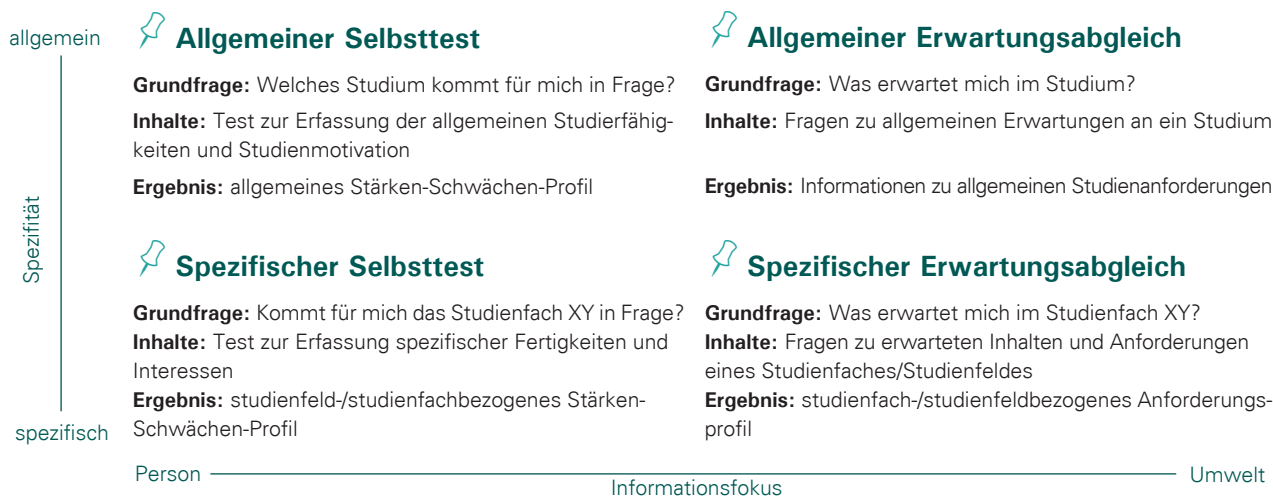 allgemein
Allgemeiner Selbsttest
Grundfrage: Welches Studium kommt für mich in Frage?
Inhalte: Test zur Erfassung der allgemeinen Studierfähig-
keiten und Studienmotivation
Ergebnis: allgemeines Stärken-Schwächen-Profil
Allgemeiner Erwartungsabgleich
Grundfrage: Was erwartet mich im Studium?
Inhalte: Fragen zu allgemeinen Erwartungen an ein Studium
Ergebnis: Informationen zu allgemeinen Studienanforderungen
Spezifität
Spezifischer Selbsttest
Grundfrage: Kommt für mich das Studienfach XY in Frage?
Inhalte: Test zur Erfassung spezifischer Fertigkeiten und
Interessen
Ergebnis: studienfeld-/studienfachbezogenes Stärken-
Schwächen-Profil
Spezifischer Erwartungsabgleich
Grundfrage: Was erwartet mich im Studienfach XY?
Inhalte: Fragen zu erwarteten Inhalten und Anforderungen
eines Studienfaches/Studienfeldes
Ergebnis: studienfach-/studienfeldbezogenes Anforderungs-
profil
spezifisch
Person
Informationsfokus
Umwelt